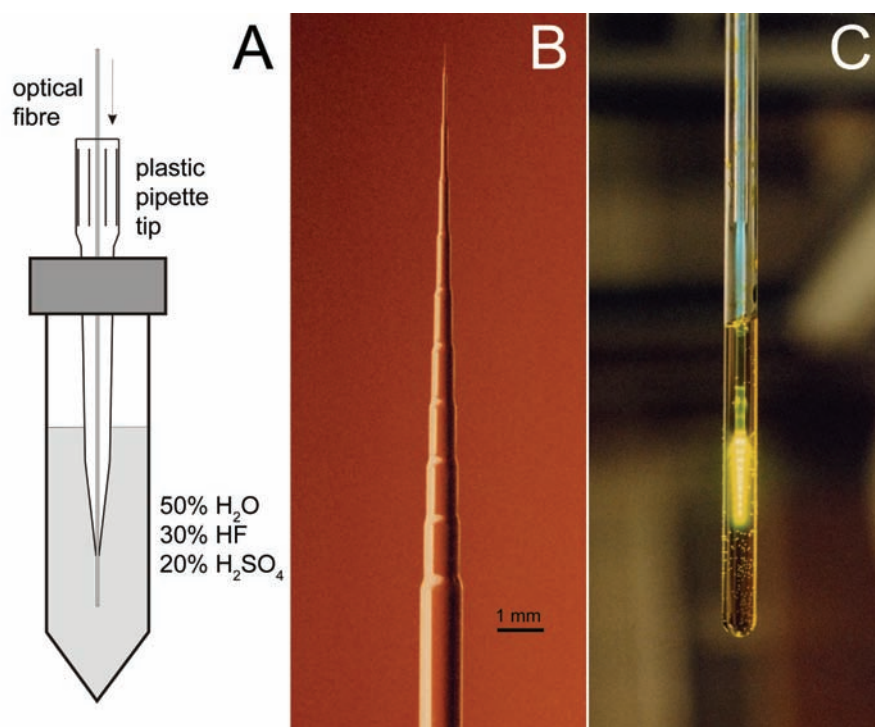 A
optical
fibre
plastic
pipette
tip
50% H₂O
30% HF
20% H₂SO₄
B
1 mm
C